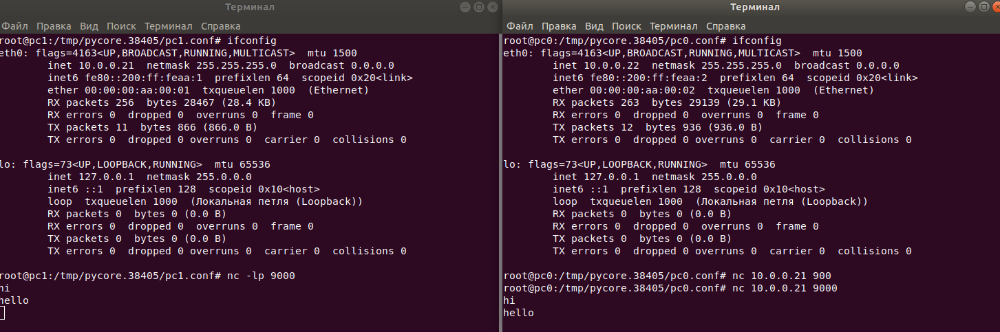 Терминал
Файл Правка Вид Поиск Терминал Справка
root@pc1:/tmp/pycore.38405/pc1.conf# ifconfig
eth0: flags=4163<UP,BROADCAST,RUNNING,MULTICAST>  mtu 1500
        inet 10.0.0.21  netmask 255.255.255.0  broadcast 0.0.0.0
        inet6 fe80::200:ff:feaa:1  prefixlen 64  scopeid 0x20<link>
        ether 00:00:00:aa:00:01  txqueuelen 1000  (Ethernet)
        RX packets 256  bytes 28467 (28.4 KB)
        RX errors 0  dropped 0  overruns 0  frame 0
        TX packets 11  bytes 866 (866.0 B)
        TX errors 0  dropped 0 overruns 0  carrier 0  collisions 0
lo: flags=73<UP,LOOPBACK,RUNNING>  mtu 65536
        inet 127.0.0.1  netmask 255.0.0.0
        inet6 ::1  prefixlen 128  scopeid 0x10<host>
        loop  txqueuelen 1000  (Локальная петля (Loopback))
        RX packets 0  bytes 0 (0.0 B)
        RX errors 0  dropped 0  overruns 0  frame 0
        TX packets 0  bytes 0 (0.0 B)
        TX errors 0  dropped 0 overruns 0  carrier 0  collisions 0
root@pc1:/tmp/pycore.38405/pc1.conf# nc -lp 9000
hi
hello
Терминал
Файл Правка Вид Поиск Терминал Справка
root@pc0:/tmp/pycore.38405/pc0.conf# ifconfig
eth0: flags=4163<UP,BROADCAST,RUNNING,MULTICAST>  mtu 1500
        inet 10.0.0.22  netmask 255.255.255.0  broadcast 0.0.0.0
        inet6 fe80::200:ff:feaa:2  prefixlen 64  scopeid 0x20<link>
        ether 00:00:00:aa:00:02  txqueuelen 1000  (Ethernet)
        RX packets 263  bytes 29139 (29.1 KB)
        RX errors 0  dropped 0  overruns 0  frame 0
        TX packets 12  bytes 936 (936.0 B)
        TX errors 0  dropped 0 overruns 0  carrier 0  collisions 0
lo: flags=73<UP,LOOPBACK,RUNNING>  mtu 65536
        inet 127.0.0.1  netmask 255.0.0.0
        inet6 ::1  prefixlen 128  scopeid 0x10<host>
        loop  txqueuelen 1000  (Локальная петля (Loopback))
        RX packets 0  bytes 0 (0.0 B)
        RX errors 0  dropped 0  overruns 0  frame 0
        TX packets 0  bytes 0 (0.0 B)
        TX errors 0  dropped 0 overruns 0  carrier 0  collisions 0
root@pc0:/tmp/pycore.38405/pc0.conf# nc 10.0.0.21 900
root@pc0:/tmp/pycore.38405/pc0.conf# nc 10.0.0.21 9000
hi
hello